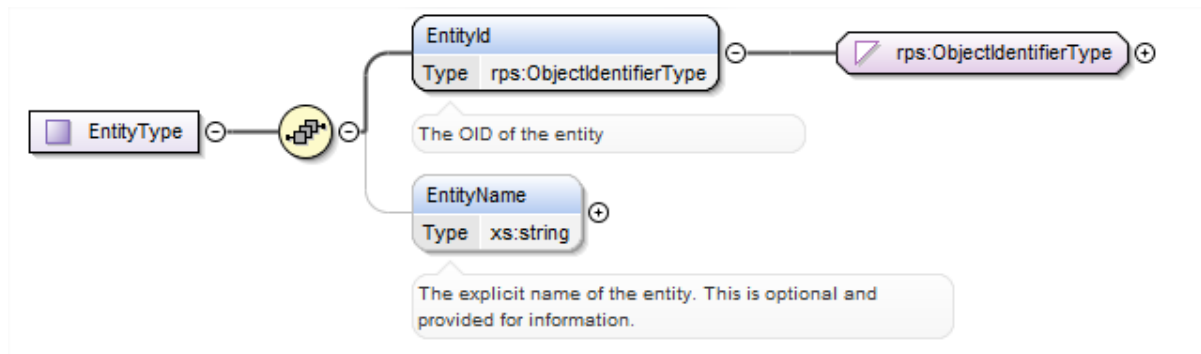 EntityId
Type rps:ObjectIdentifierType
rps:ObjectIdentifierType
The OID of the entity
EntityType
EntityName
Type xs:string
The explicit name of the entity. This is optional and
provided for information.